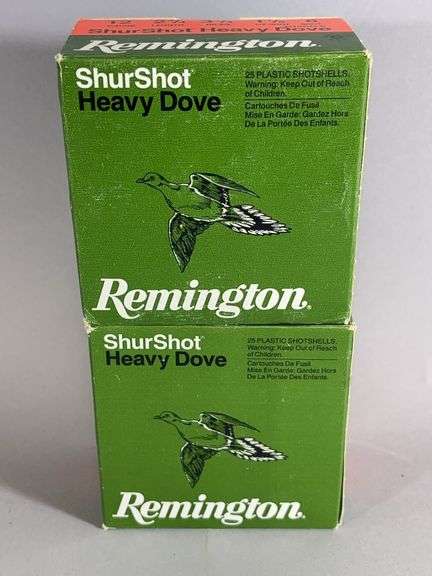 12
ShurShot Heavy Dove
Remington
ShurShot
Heavy Dove
25 PLASTIC SHOTSHELLS.
Warning: Keep Out of Reach
of Children.
Cartouches De Fusil
Mise En Garde: Gardez Hors
De La Portée Des Enfants.
Remington®
ShurShot
Heavy Dove
25 PLASTIC SHOTSHELLS.
Warning: Keep Out of Reach
of Children.
Cartouches De Fusil
Mise En Garde: Gardez Hors
De La Portée Des Enfants.
Remington®